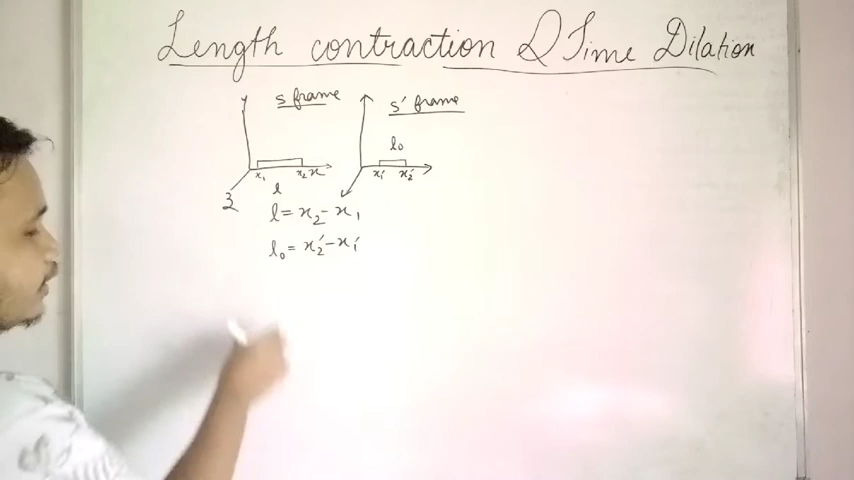 Length contraction & Time Dilation
y S frame S' frame
l₀
x₁ x₂ x x₁' x₂'
z l
l = x₂ - x₁
l₀ = x₂' - x₁'